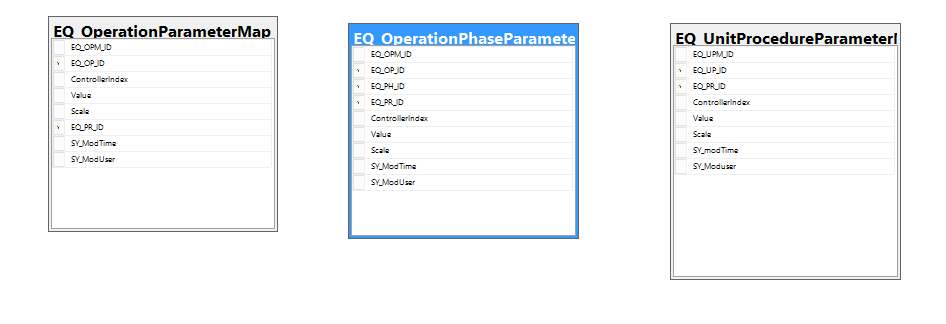 EQ_OperationParameterMap
EQ_OPM_ID
EQ_OP_ID
ControllerIndex
Value
Scale
EQ_PR_ID
SY_ModTime
SY_ModUser
EQ_OperationPhaseParamete
EQ_OPM_ID
EQ_OP_ID
EQ_PH_ID
EQ_PR_ID
ControllerIndex
Value
Scale
SY_ModTime
SY_ModUser
EQ_UnitProcedureParameter
EQ_UPM_ID
EQ_UP_ID
EQ_PR_ID
ControllerIndex
Value
Scale
SY_modTime
SY_Moduser